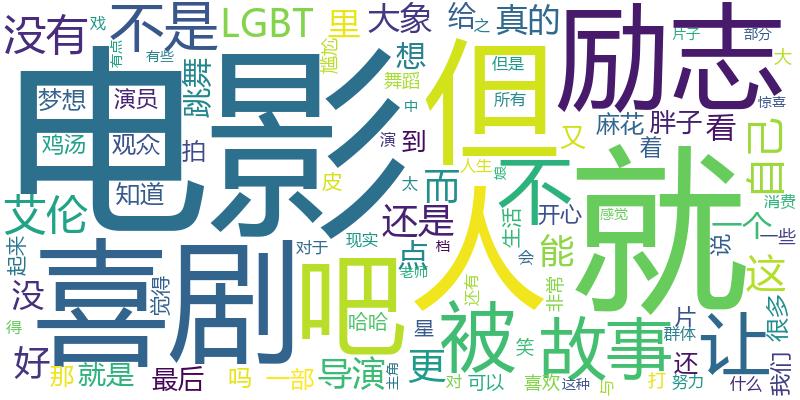 没有
戏
有点
有些
不是
LGBT
里
尴尬
大象
想
给
之
真的
舞蹈
但是
所有
励志
片子
部分
大
惊喜
梦想
演员
跳舞
电影
但
鸡汤
观众
拍
知道
中
演
到
太
人生
娘
又
麻花
胖子
看
着
自己
艾伦
皮
人
而
还是
不
生活
开心
就
感觉
消费
一个
一些
说
起来
没
觉得
喜剧
对于
现实
吧
点
档
老师
还有
会
能
非常
这
得
好
哈哈
星
被
笑
故事
片
群体
让
很多
我们
那
就是
最后
吗
一部
导演
主角
更
对
可以
喜欢
这种
与
打
还
努力
什么